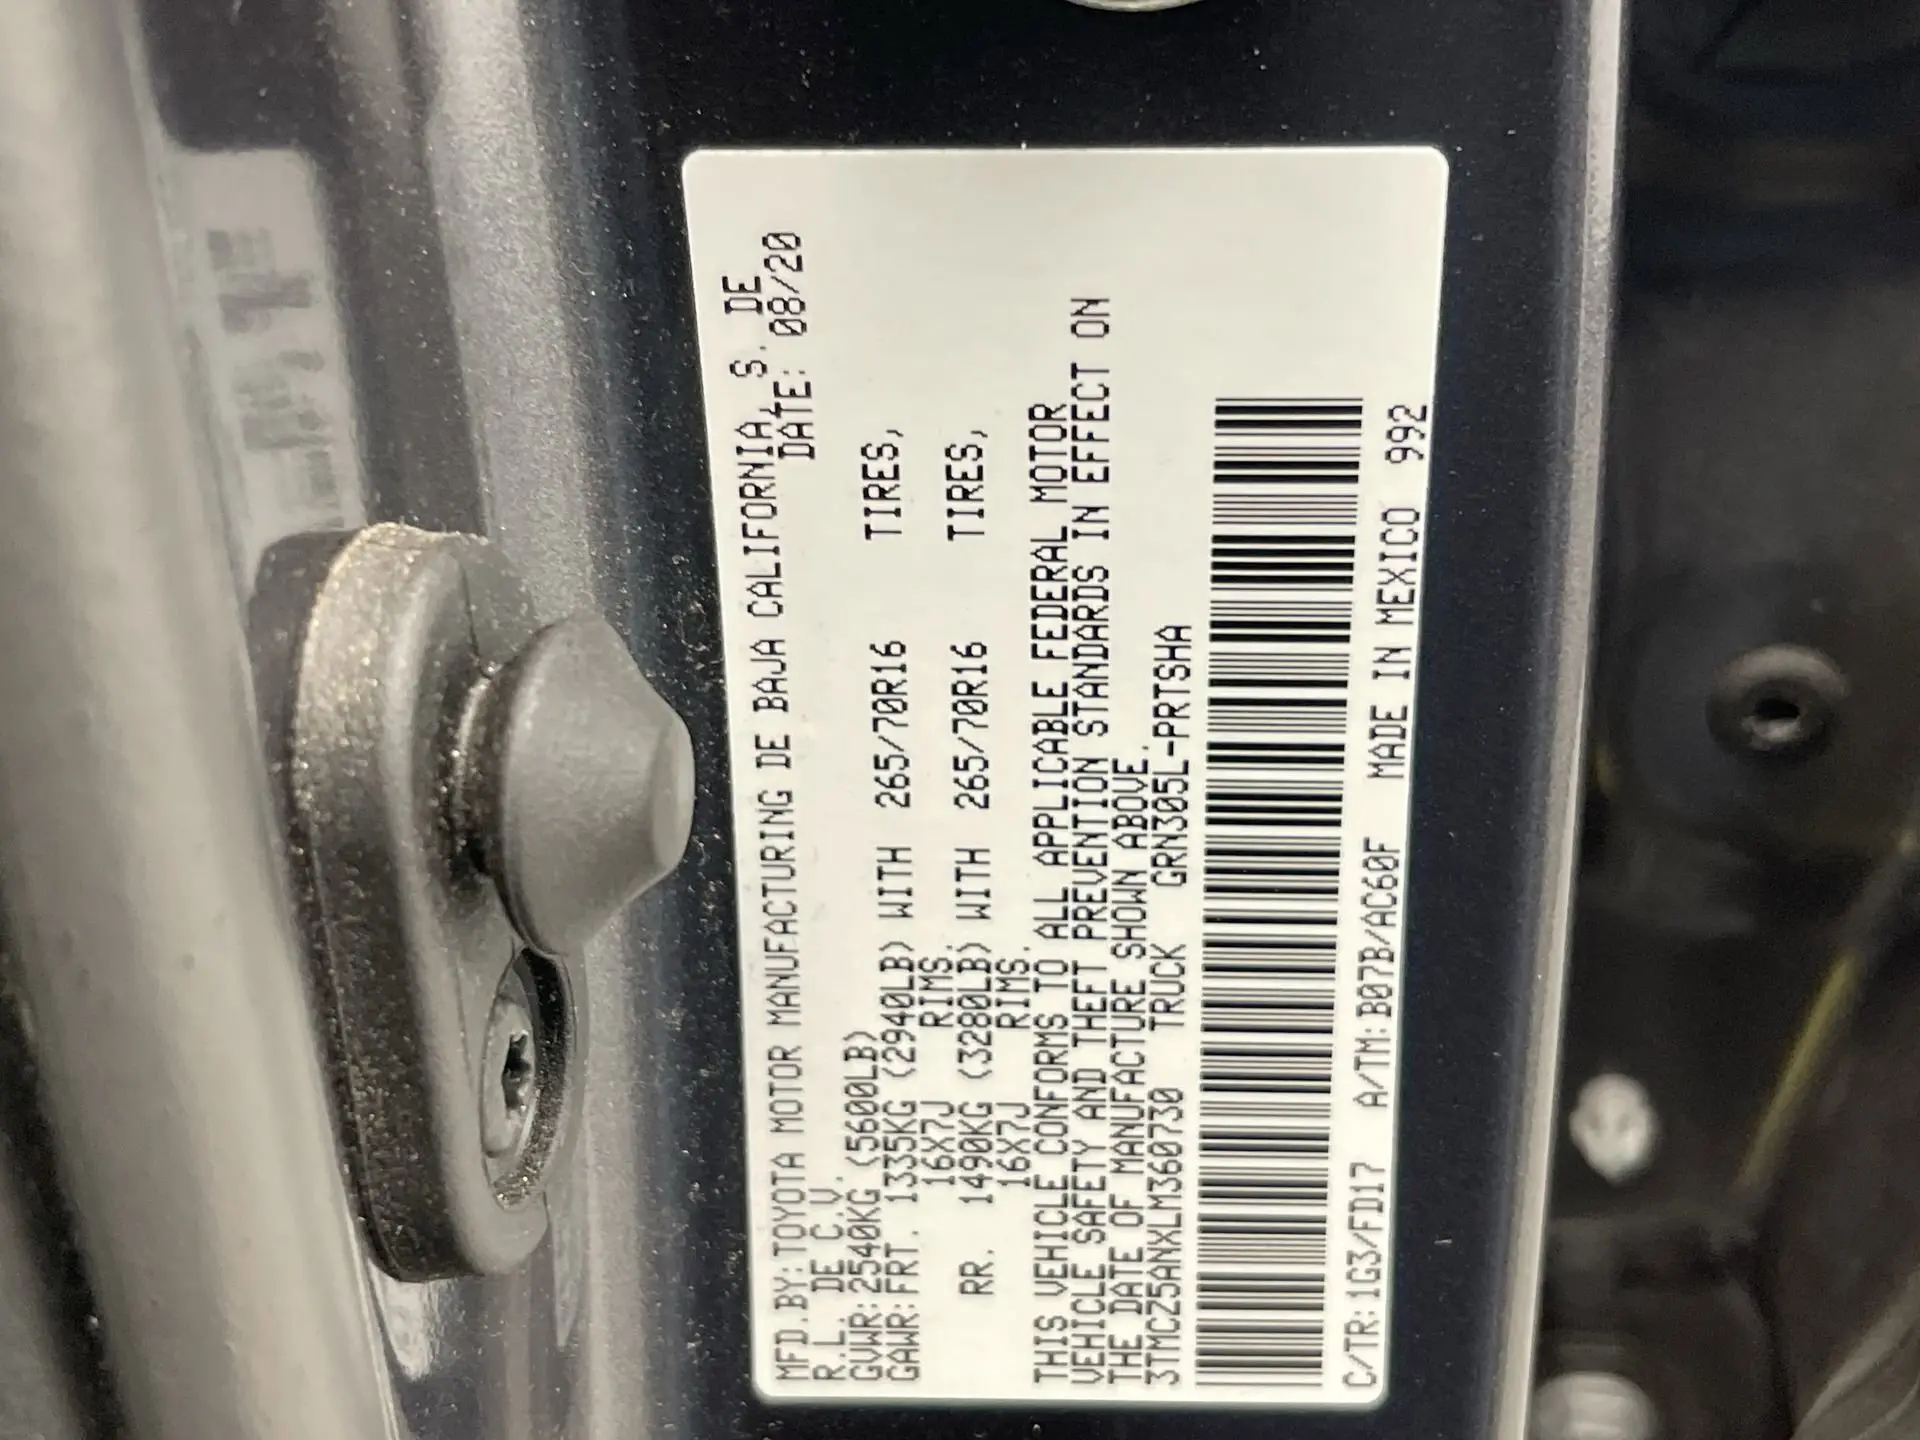 MFD.BY:TOYOTA MOTOR MANUFACTURING DE BAJA CALIFORNIA, S. DE
R.L. DE C.V. DATE: 08/20
GVWR:2540KG (5600LB)
GAWR:FRT. 1335KG (2940LB) WITH 265/70R16 TIRES,
16X7J RIMS.
RR. 1490KG (3280LB) WITH 265/70R16 TIRES,
16X7J RIMS.
THIS VEHICLE CONFORMS TO ALL APPLICABLE FEDERAL MOTOR
VEHICLE SAFETY AND THEFT PREVENTION STANDARDS IN EFFECT ON
THE DATE OF MANUFACTURE SHOWN ABOVE.
3TMCZ5ANXLM360730 TRUCK GRN305L-PRTSHA
C/TR:1G3/FD17 A/TM:B07B/AC60F MADE IN MEXICO 992